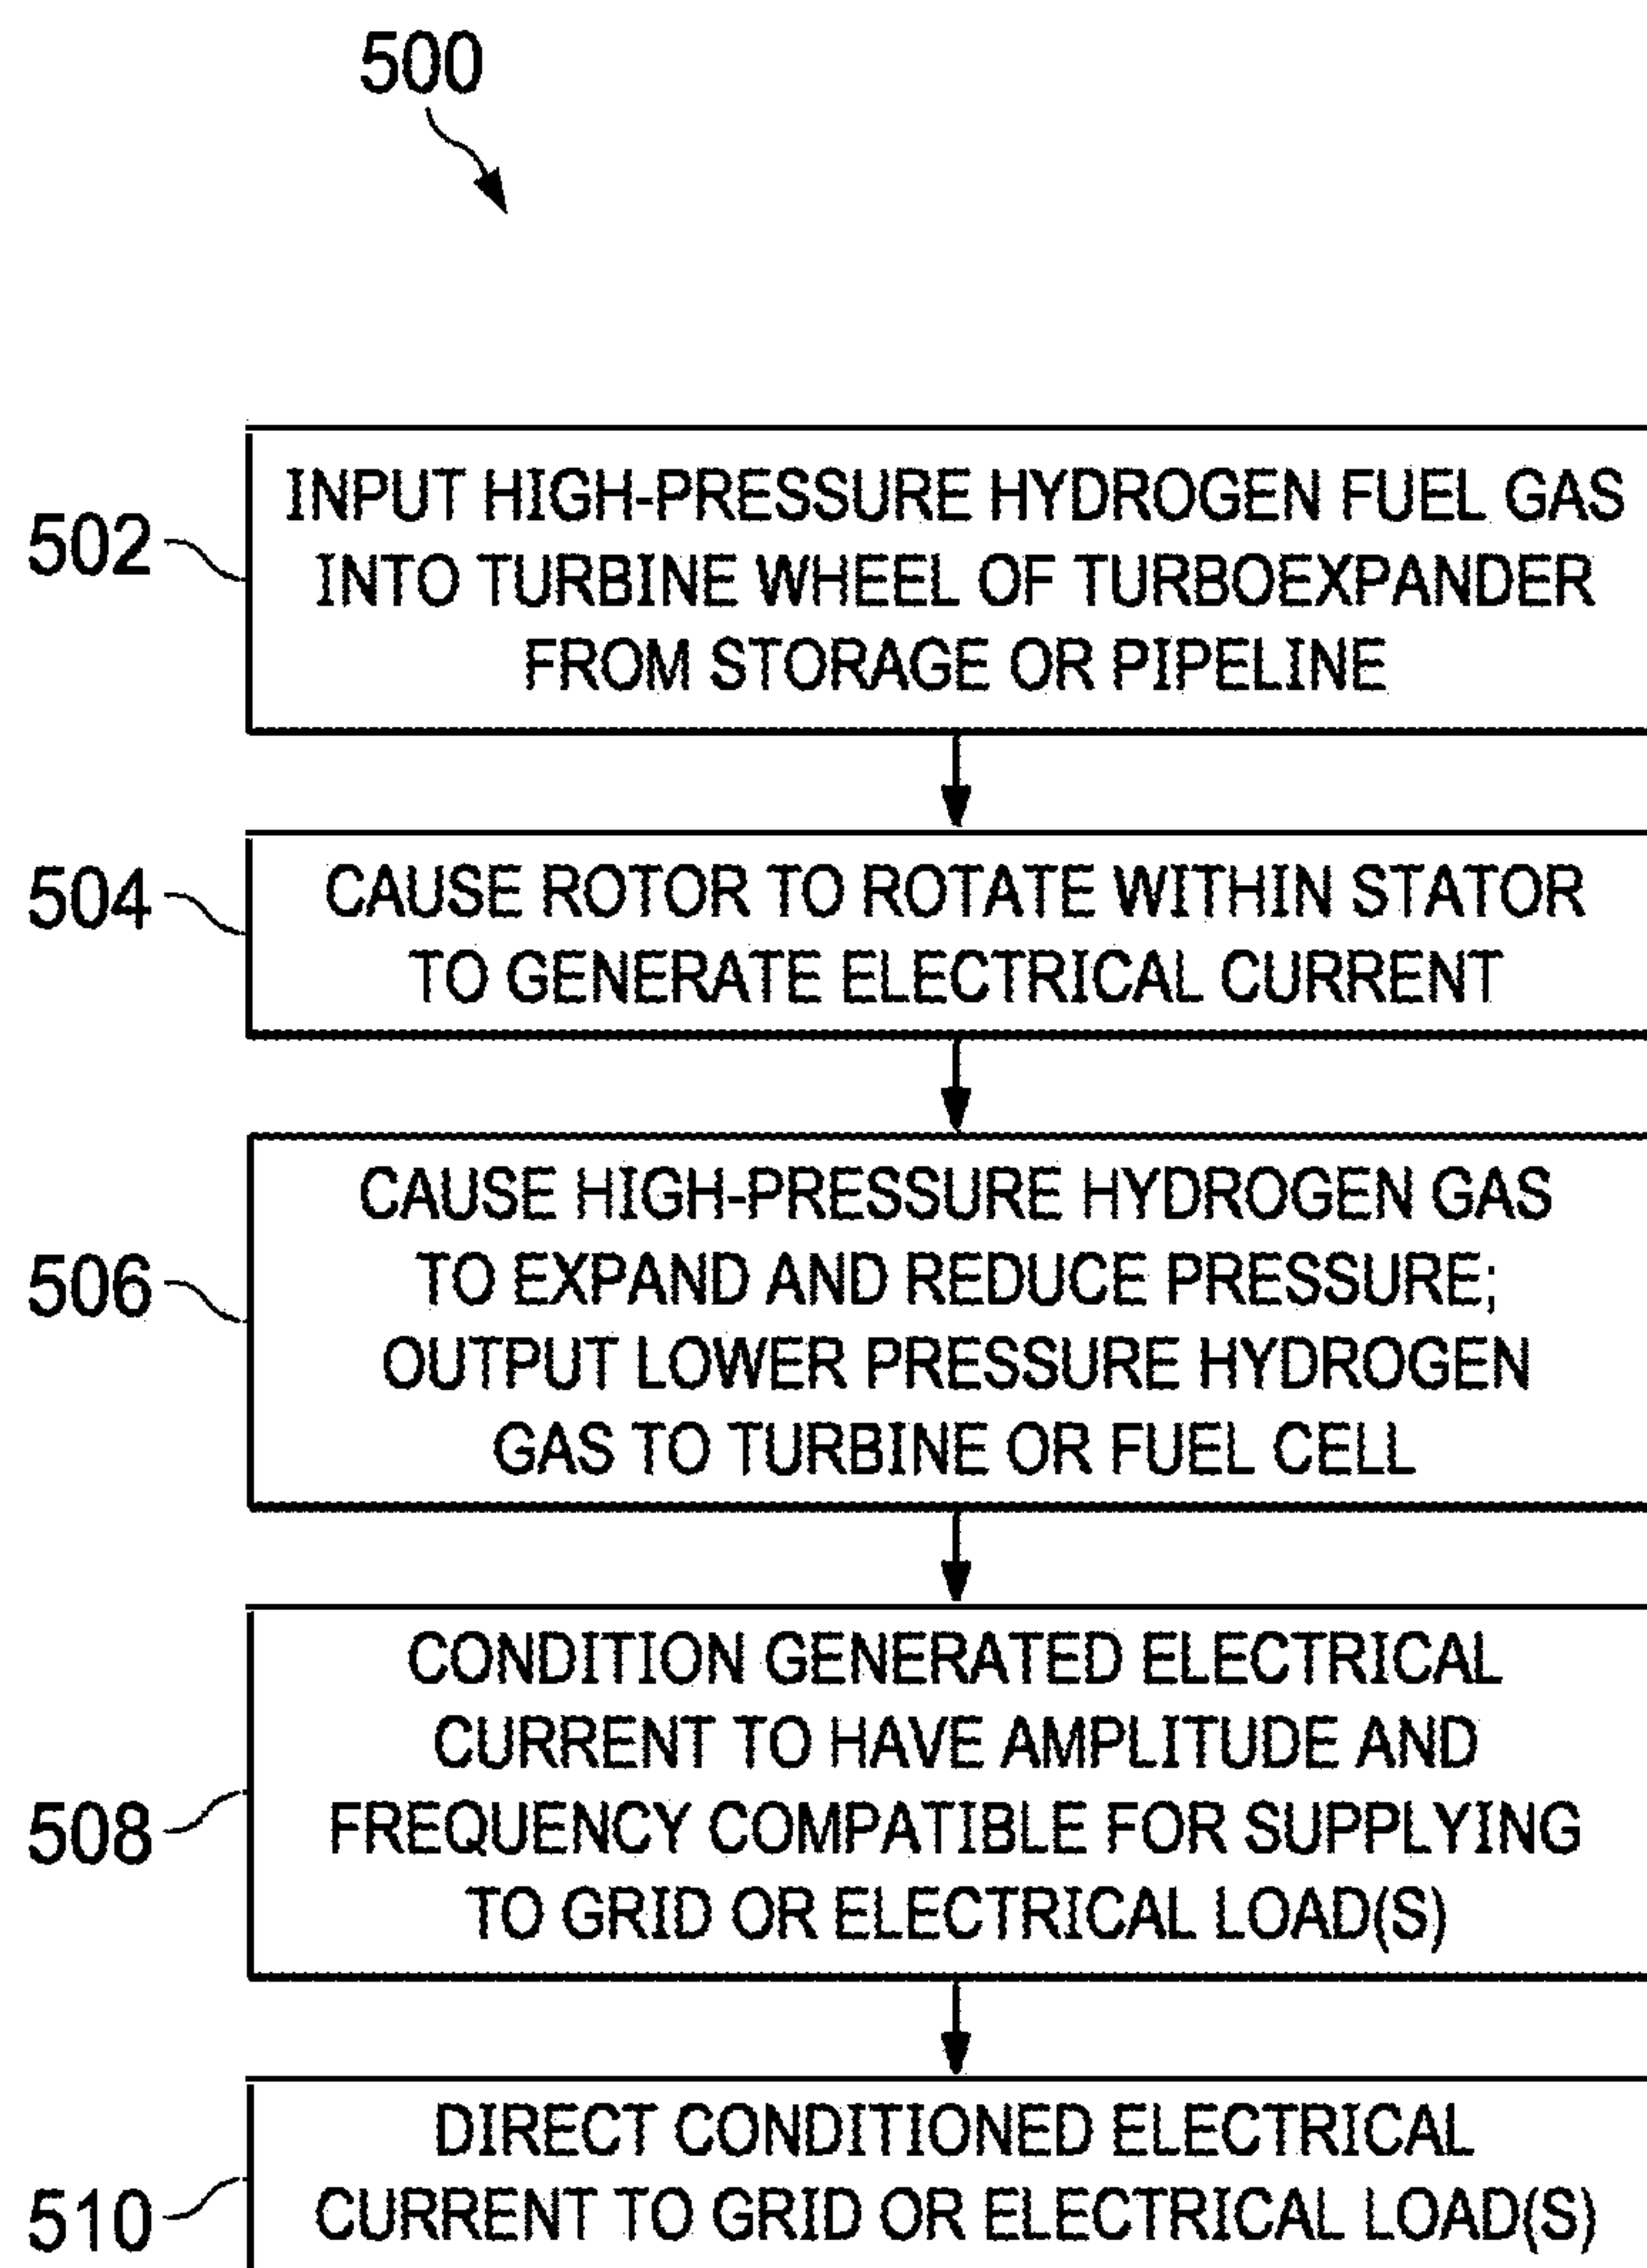 500
502
INPUT HIGH-PRESSURE HYDROGEN FUEL GAS
INTO TURBINE WHEEL OF TURBOEXPANDER
FROM STORAGE OR PIPELINE
504
CAUSE ROTOR TO ROTATE WITHIN STATOR
TO GENERATE ELECTRICAL CURRENT
506
CAUSE HIGH-PRESSURE HYDROGEN GAS
TO EXPAND AND REDUCE PRESSURE;
OUTPUT LOWER PRESSURE HYDROGEN
GAS TO TURBINE OR FUEL CELL
508
CONDITION GENERATED ELECTRICAL
CURRENT TO HAVE AMPLITUDE AND
FREQUENCY COMPATIBLE FOR SUPPLYING
TO GRID OR ELECTRICAL LOAD(S)
510
DIRECT CONDITIONED ELECTRICAL
CURRENT TO GRID OR ELECTRICAL LOAD(S)